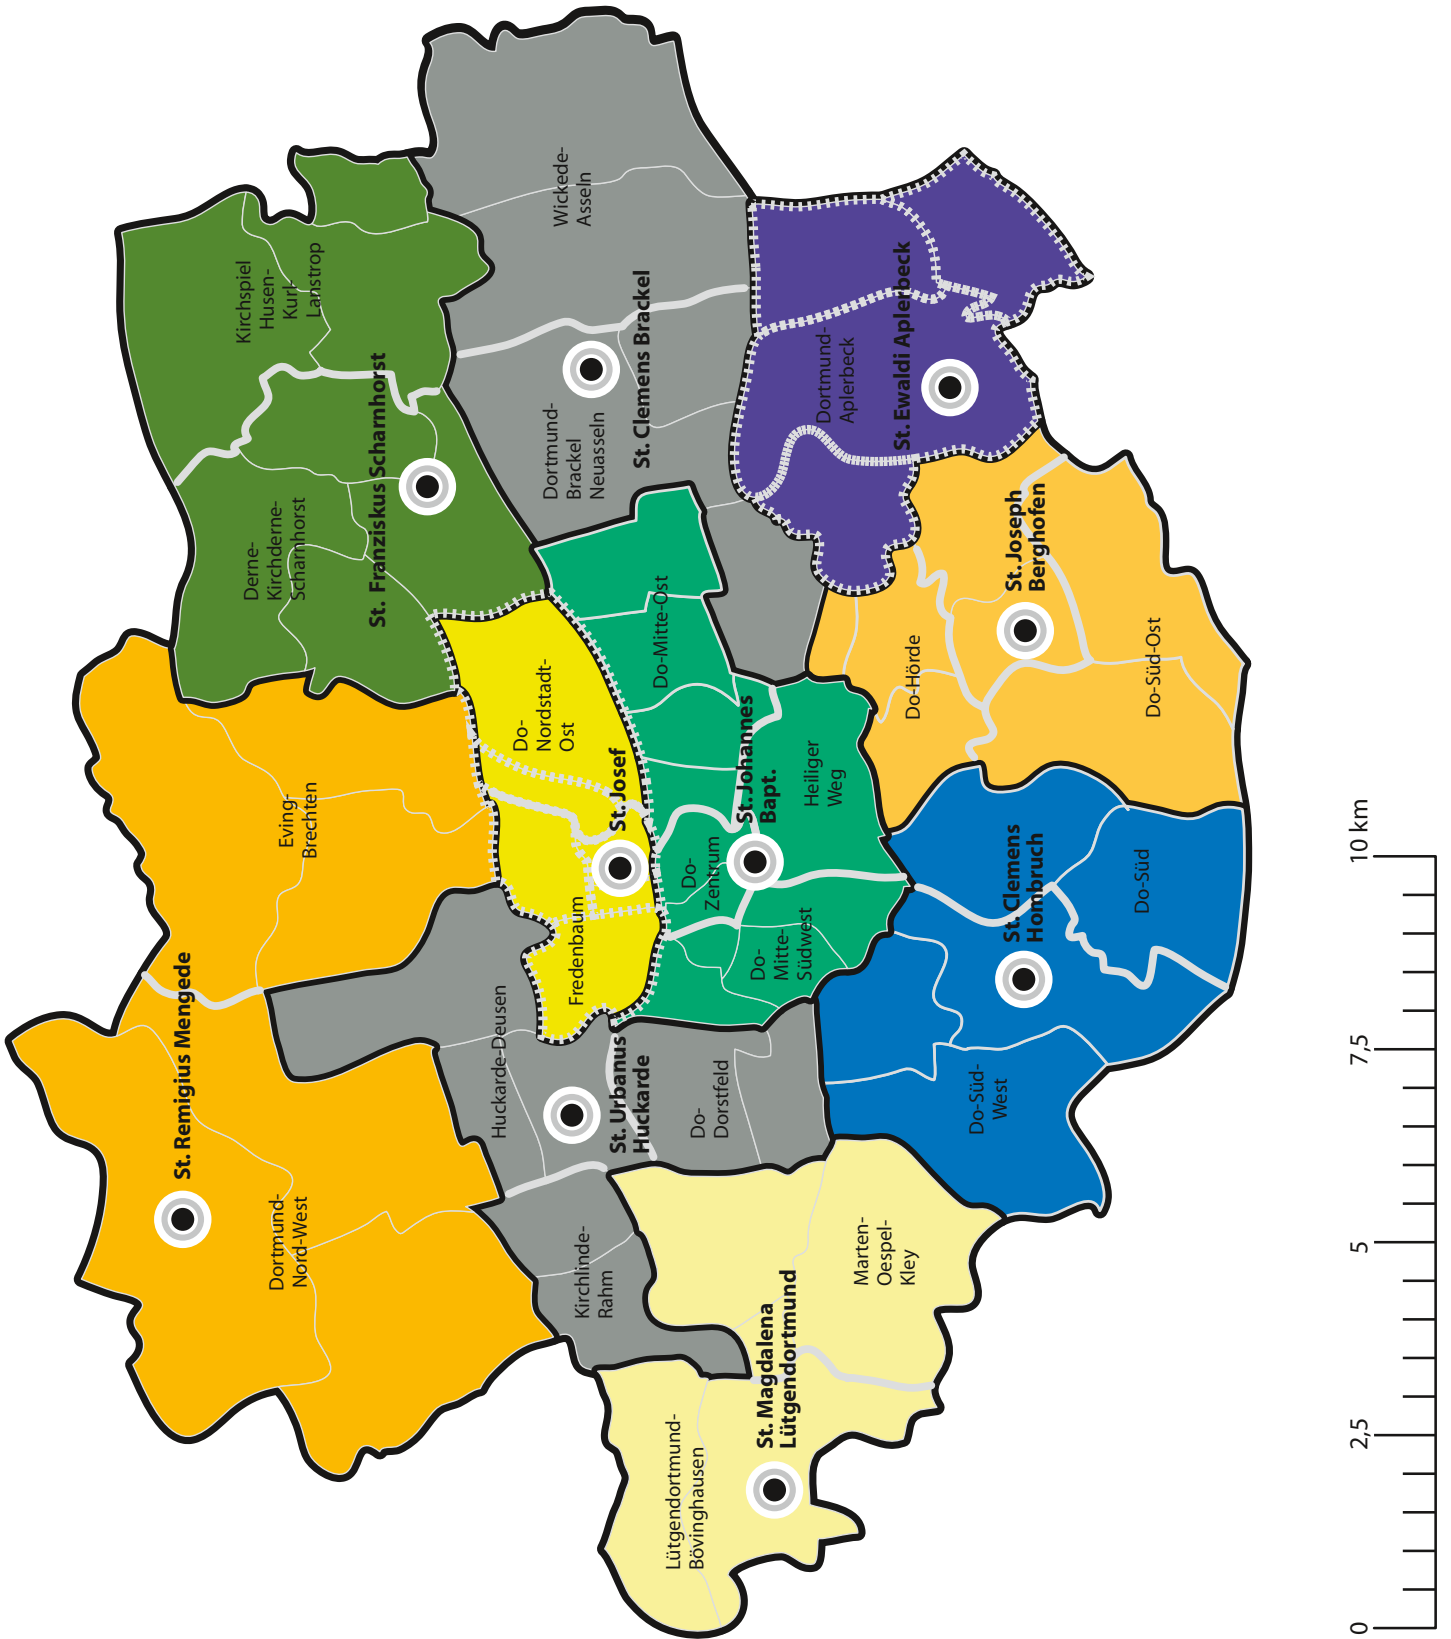 St. Remigius Mengede
Dortmund-
Nord-West
Eving-
Brechten
Derne-
Kirchderne-
Scharnhorst
St. Franziskus Scharnhorst
Kirchspiel
Husen-
Kurl-
Lanstrop
Huckarde-Deusen
St. Urbanus
Huckarde
Kirchlinde-
Rahm
Do-
Dorstfeld
Fredenbaum
St. Josef
Do-
Nordstadt-
Ost
Dortmund-
Brackel
Neuasseln
St. Clemens Brackel
Wickede-
Asseln
Lütgendortmund-
Bövinghausen
St. Magdalena
Lütgendortmund
Marten-
Oespel-
Kley
Do-Mitte-Ost
Do-
Zentrum
St. Johannes
Bapt.
Do-
Mitte-
Südwest
Heiliger
Weg
Dortmund-
Aplerbeck
St. Ewaldi Aplerbeck
Do-Süd-
West
St. Clemens
Hombruch
Do-Süd
Do-Hörde
St. Joseph
Berghofen
Do-Süd-Ost
0
2,5
5
7,5
10 km